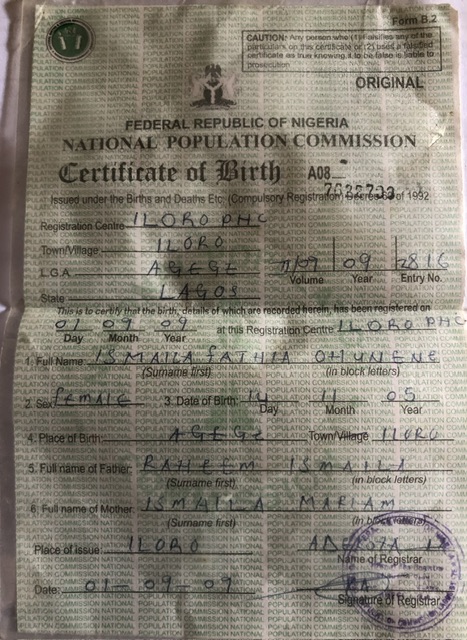 Form B.2
CAUTION: Any person who (1) falsifies any of the
particulars on this certificate or (2) uses a falsified
certificate as true knowing it to be false is liable to
prosecution
ORIGINAL
FEDERAL REPUBLIC OF NIGERIA
NATIONAL POPULATION COMMISSION
Certificate of Birth A08
Issued under the Births and Deaths Etc. (Compulsory Registration) Decree of 1992
Registration Centre ILORO PHC
Town/Village: ILORO
L.G.A AGEGE 09 2816
Volume Year Entry No.
State LAGOS
This is to certify that the birth, details of which are recorded herein, has been registered on
01 09 09 at this Registration Centre ILORO PHC
Day Month Year
1. Full Name: ISMAILA FATHIA OHUNENE
(Surname first) (in block letters)
2. Sex: female 3. Date of Birth: 14 11 05
Day Month Year
4. Place of Birth: AGEGE Town/Village ILORO
5. Full name of Father: RAHEEM ISMAILA
(Surname first) (in block letters)
6. Full name of Mother: ISMAILA MARIAM
(Surname first) (in block letters)
Place of issue: ILORO
Name of Registrar
Date: 01-09-09
Signature of Registrar